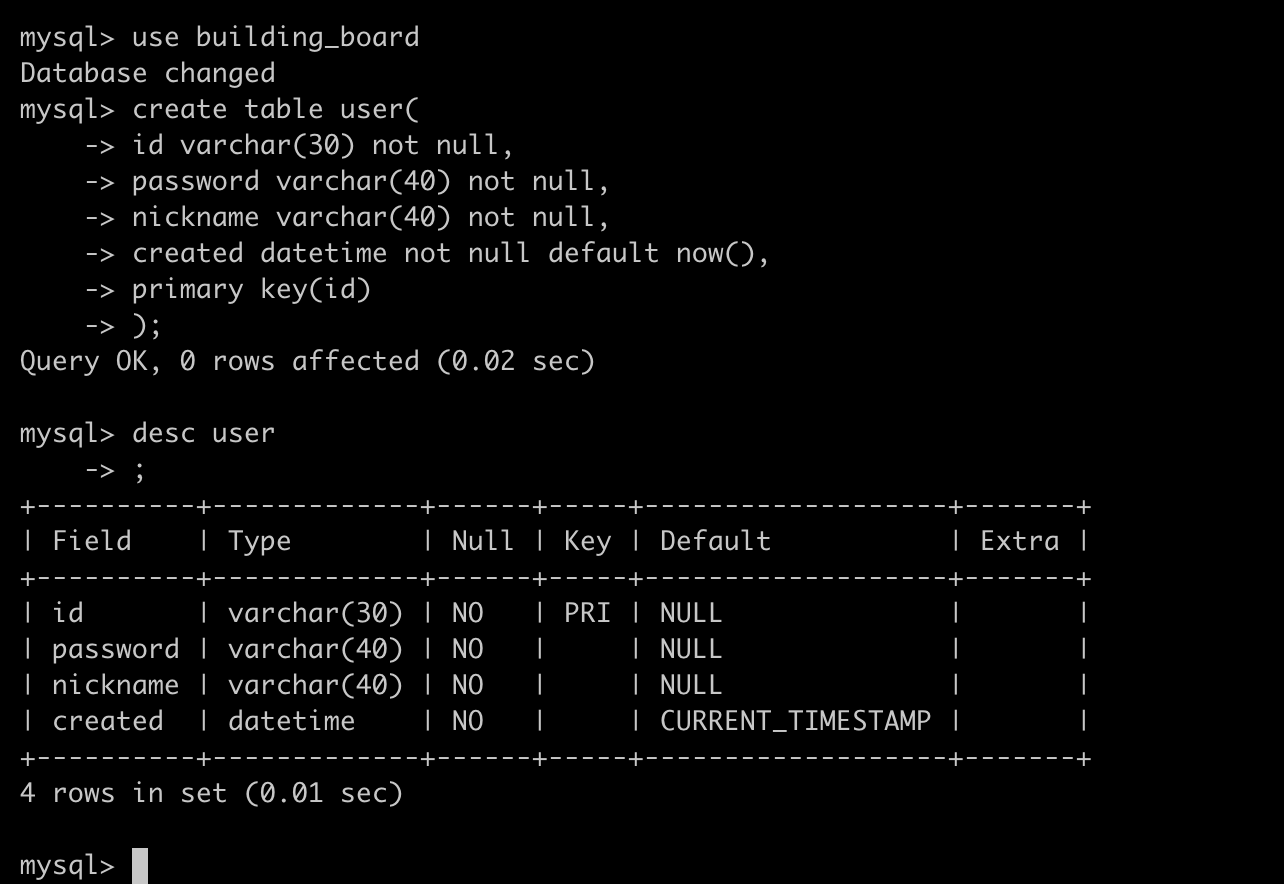 mysql> use building_board
Database changed
mysql> create table user(
    -> id varchar(30) not null,
    -> password varchar(40) not null,
    -> nickname varchar(40) not null,
    -> created datetime not null default now(),
    -> primary key(id)
    -> );
Query OK, 0 rows affected (0.02 sec)

mysql> desc user
    -> ;
+----------+-------------+------+-----+-------------------+-------+
| Field    | Type        | Null | Key | Default           | Extra |
+----------+-------------+------+-----+-------------------+-------+
| id       | varchar(30) | NO   | PRI | NULL              |       |
| password | varchar(40) | NO   |     | NULL              |       |
| nickname | varchar(40) | NO   |     | NULL              |       |
| created  | datetime    | NO   |     | CURRENT_TIMESTAMP |       |
+----------+-------------+------+-----+-------------------+-------+
4 rows in set (0.01 sec)

mysql>